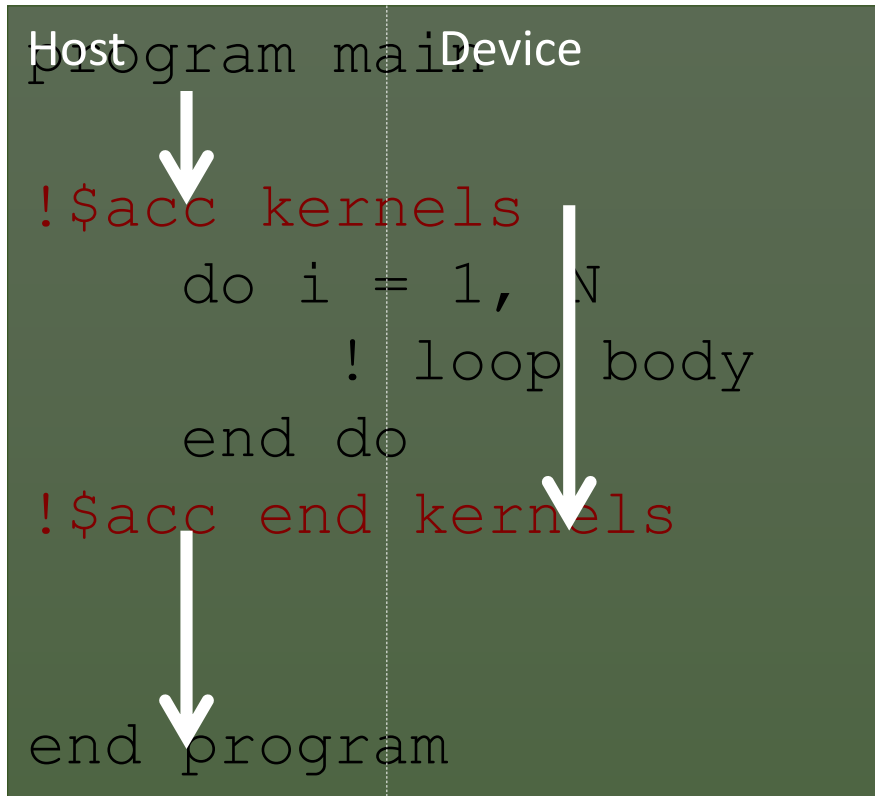 Host Device
program main
!$acc kernels
do i = 1, N
! loop body
end do
!$acc end kernels
end program